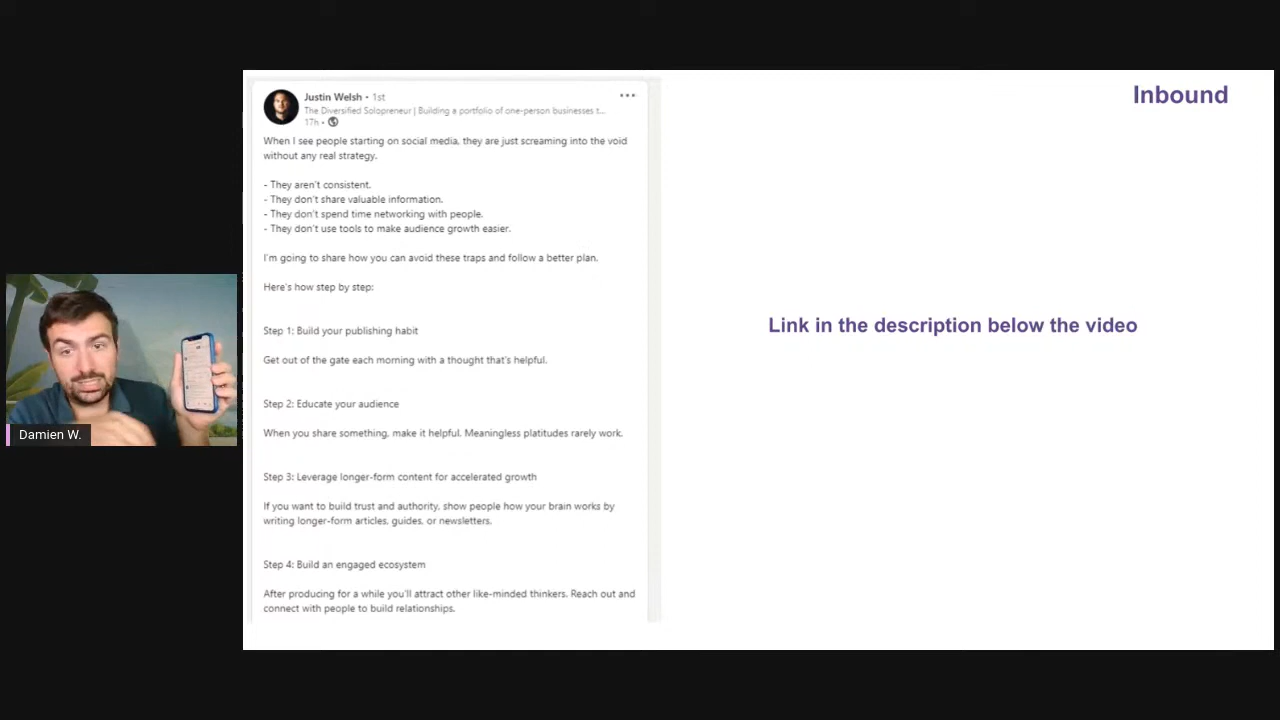 Justin Welsh • 1st
The Diversified Solopreneur | Building a portfolio of one-person businesses t...
17h •
When I see people starting on social media, they are just screaming into the void
without any real strategy.
- They aren't consistent.
- They don't share valuable information.
- They don't spend time networking with people.
- They don't use tools to make audience growth easier.
I'm going to share how you can avoid these traps and follow a better plan.
Here's how step by step:
Step 1: Build your publishing habit
Get out of the gate each morning with a thought that's helpful.
Step 2: Educate your audience
When you share something, make it helpful. Meaningless platitudes rarely work.
Step 3: Leverage longer-form content for accelerated growth
If you want to build trust and authority, show people how your brain works by
writing longer-form articles, guides, or newsletters.
Step 4: Build an engaged ecosystem
After producing for a while you'll attract other like-minded thinkers. Reach out and
connect with people to build relationships.
Inbound
Link in the description below the video
Damien W.